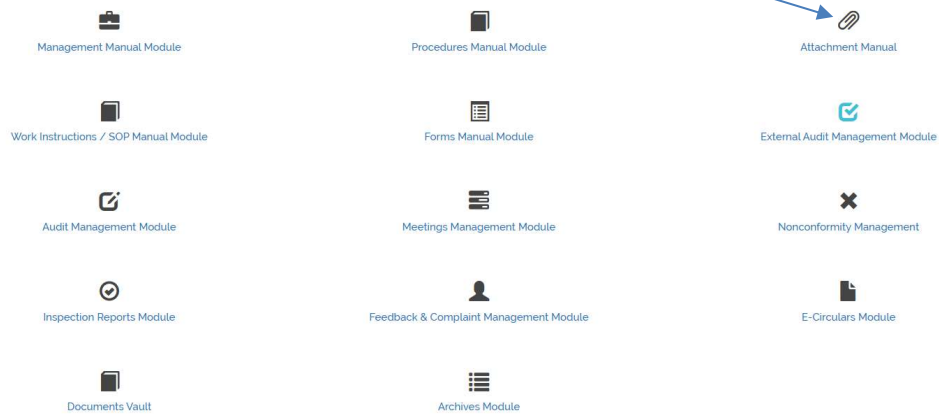 Management Manual Module
Procedures Manual Module
Attachment Manual
Work Instructions / SOP Manual Module
Forms Manual Module
External Audit Management Module
Audit Management Module
Meetings Management Module
Nonconformity Management
Inspection Reports Module
Feedback & Complaint Management Module
E-Circulars Module
Documents Vault
Archives Module